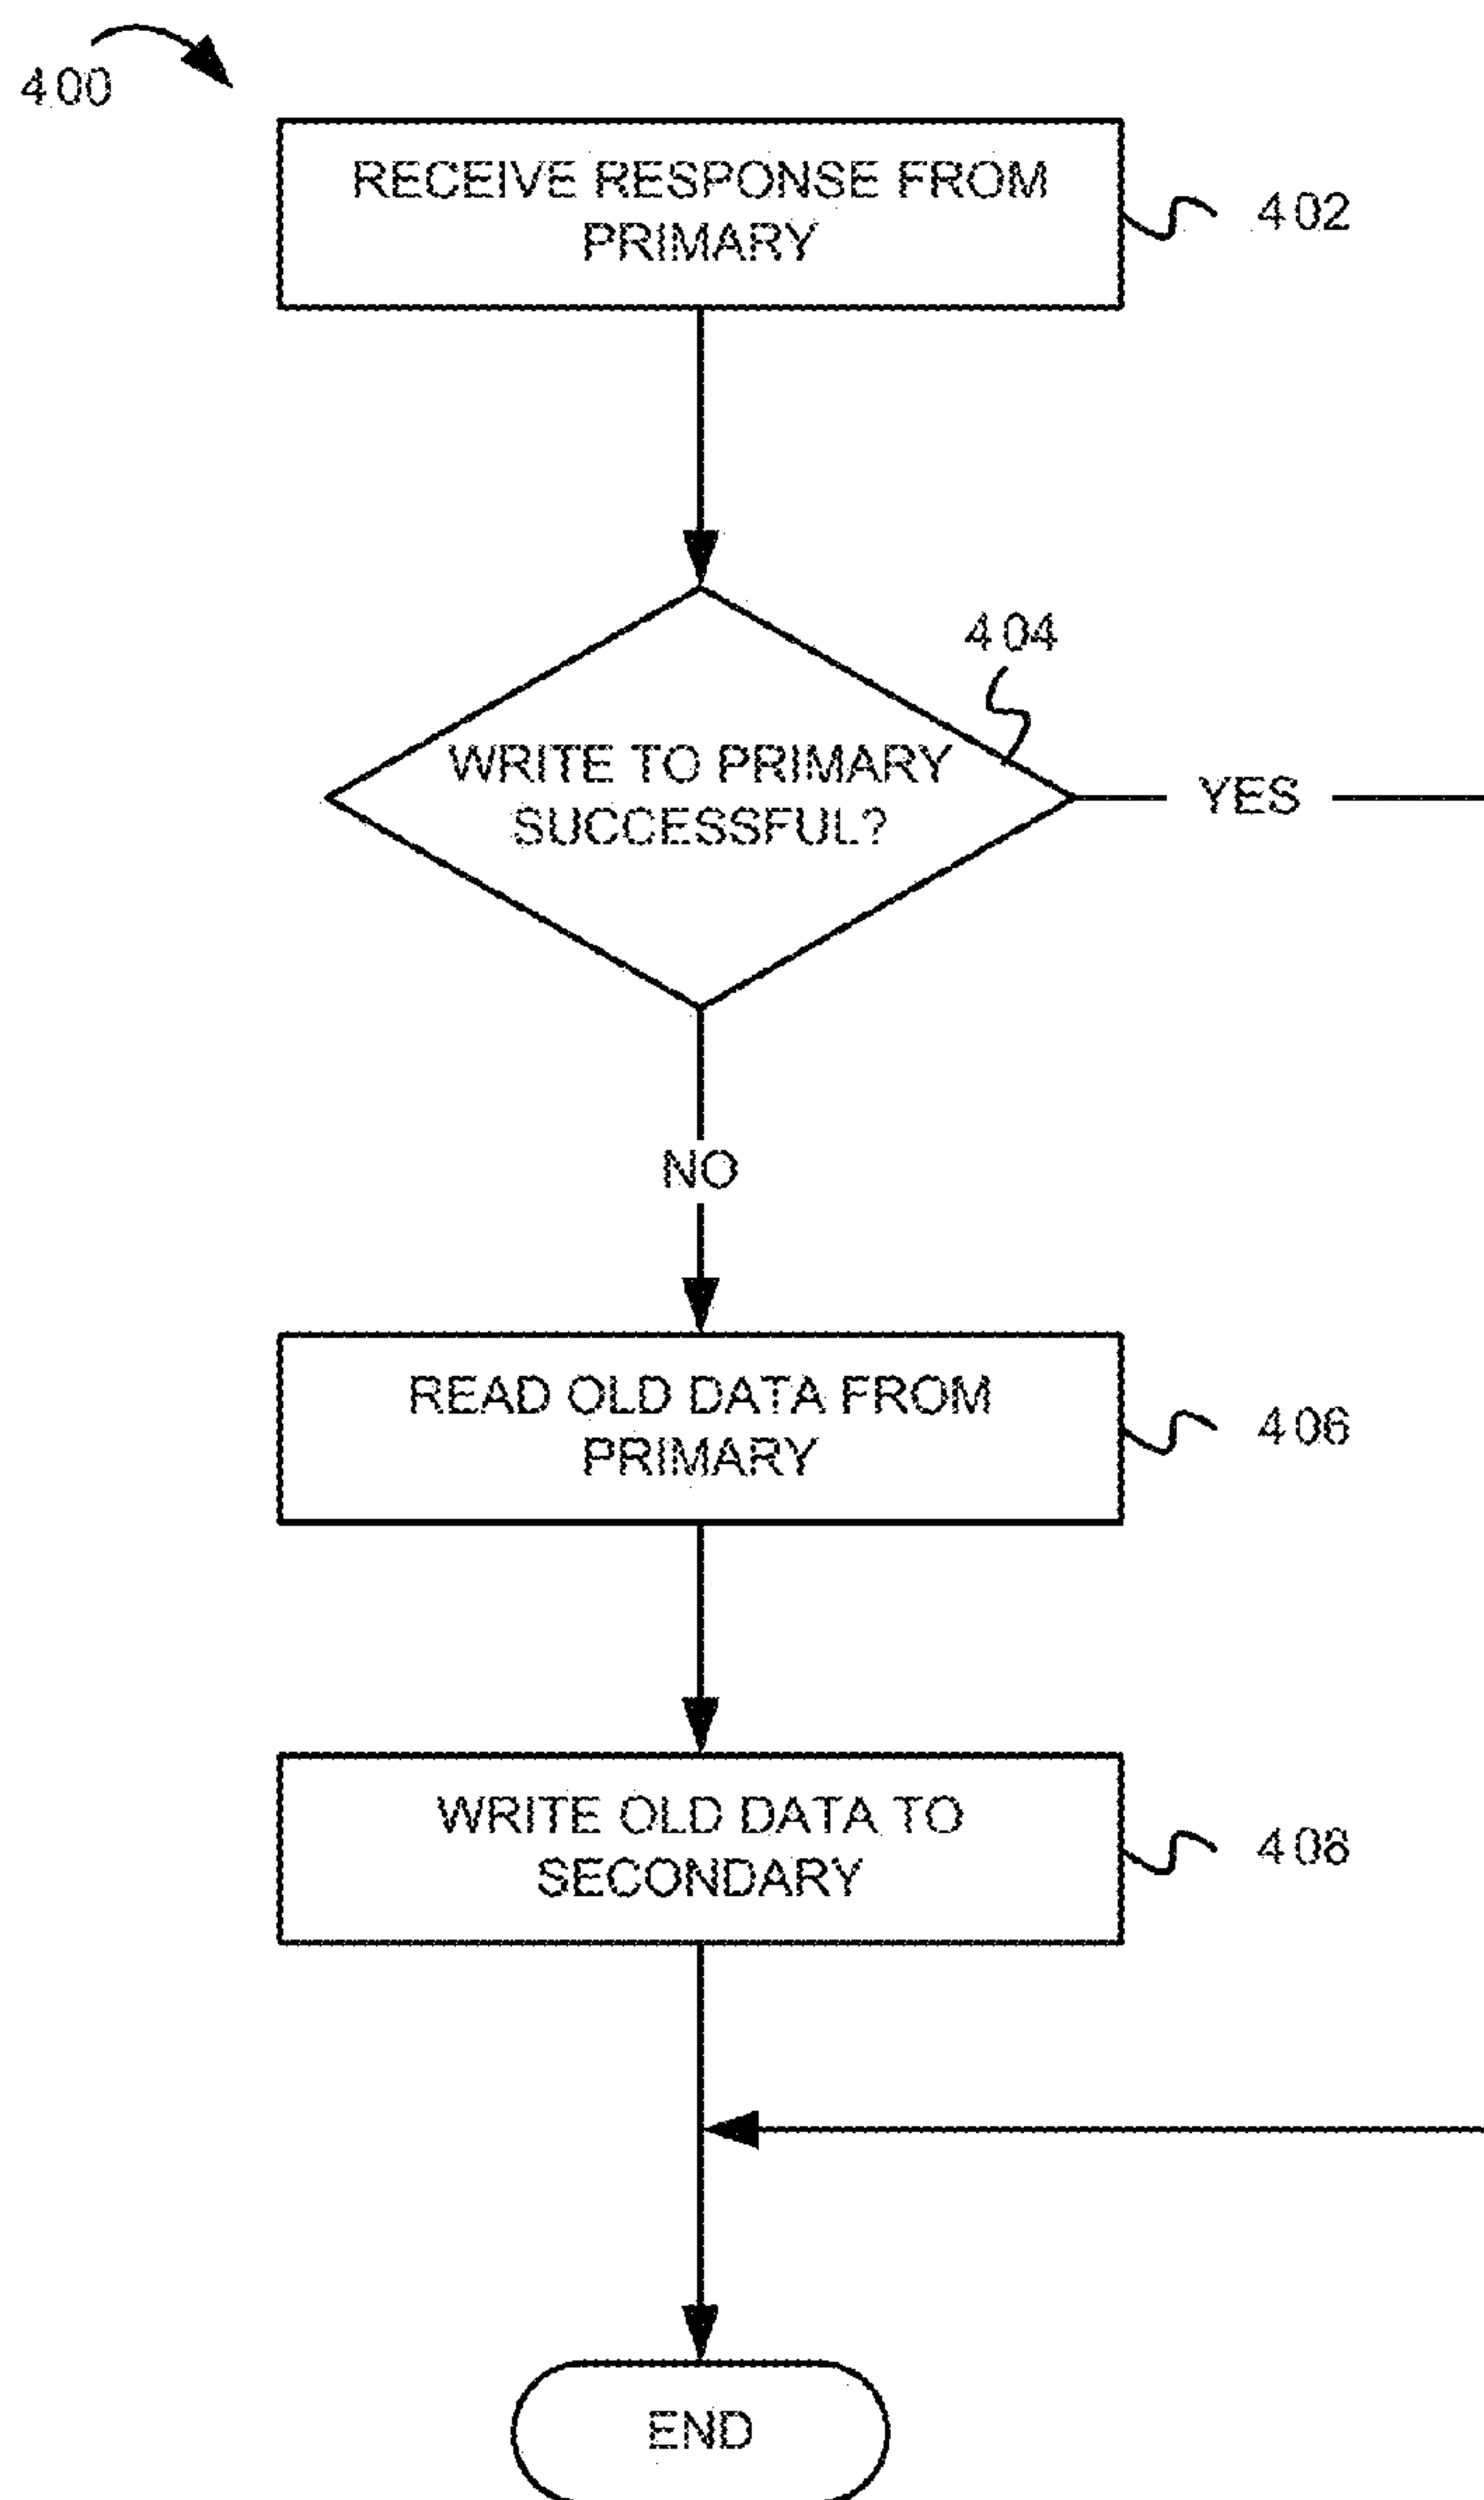 400
RECEIVE RESPONSE FROM
PRIMARY
402
404
WRITE TO PRIMARY
SUCCESSFUL?
YES
NO
READ OLD DATA FROM
PRIMARY
406
WRITE OLD DATA TO
SECONDARY
408
END